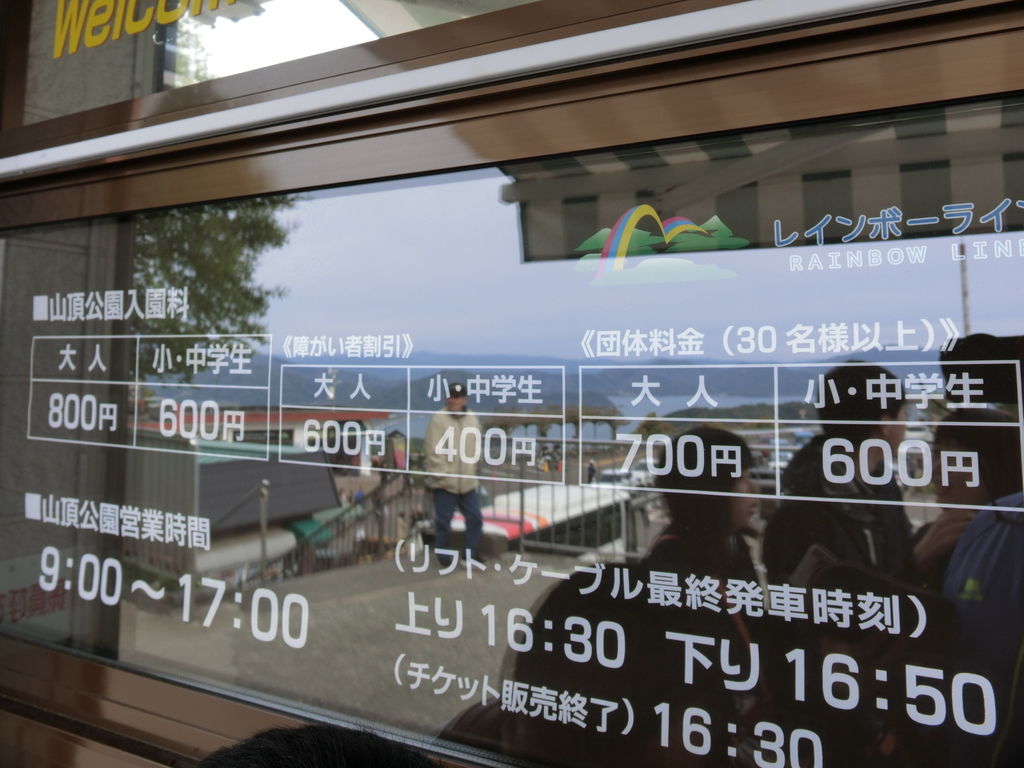 ■山頂公園入園料
大人 小・中学生
800円 600円
《障がい者割引》
大人 小・中学生
600円 400円
レインボーライ
RAINBOW LIN
《団体料金（30名様以上）》
大人 小・中学生
700円 600円
■山頂公園営業時間
9:00～17:00
（リフト・ケーブル最終発車時刻）
上り 16:30 下り 16:50
（チケット販売終了）16:30